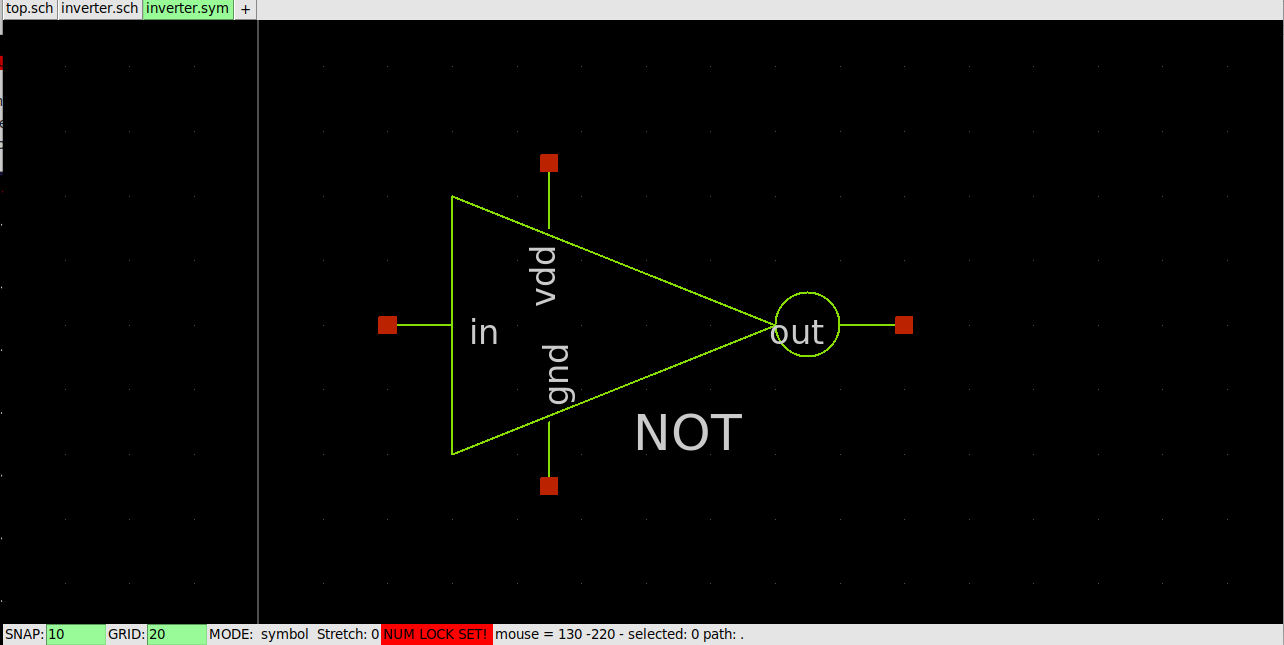 top.sch inverter.sch inverter.sym +
vdd
in
out
gnd
NOT
SNAP: 10 GRID: 20 MODE: symbol Stretch: 0 NUM LOCK SET! mouse = 130 -220 - selected: 0 path: .